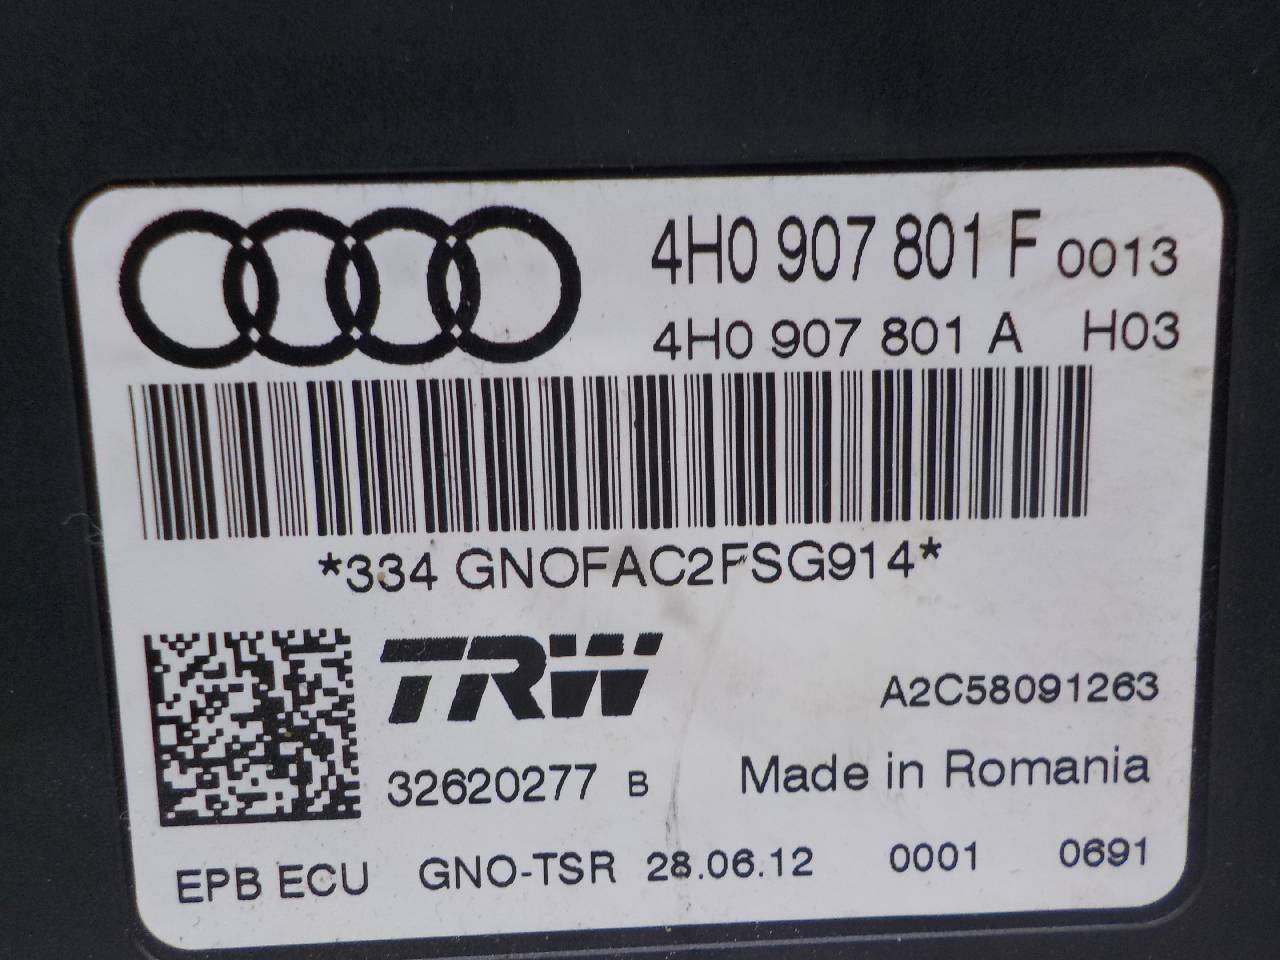 4H0 907 801 F 0013
4H0 907 801 A H03
*334 GNOFAC2FSG914*
TRW
A2C58091263
32620277 B Made in Romania
EPB ECU GNO-TSR 28.06.12 0001 0691